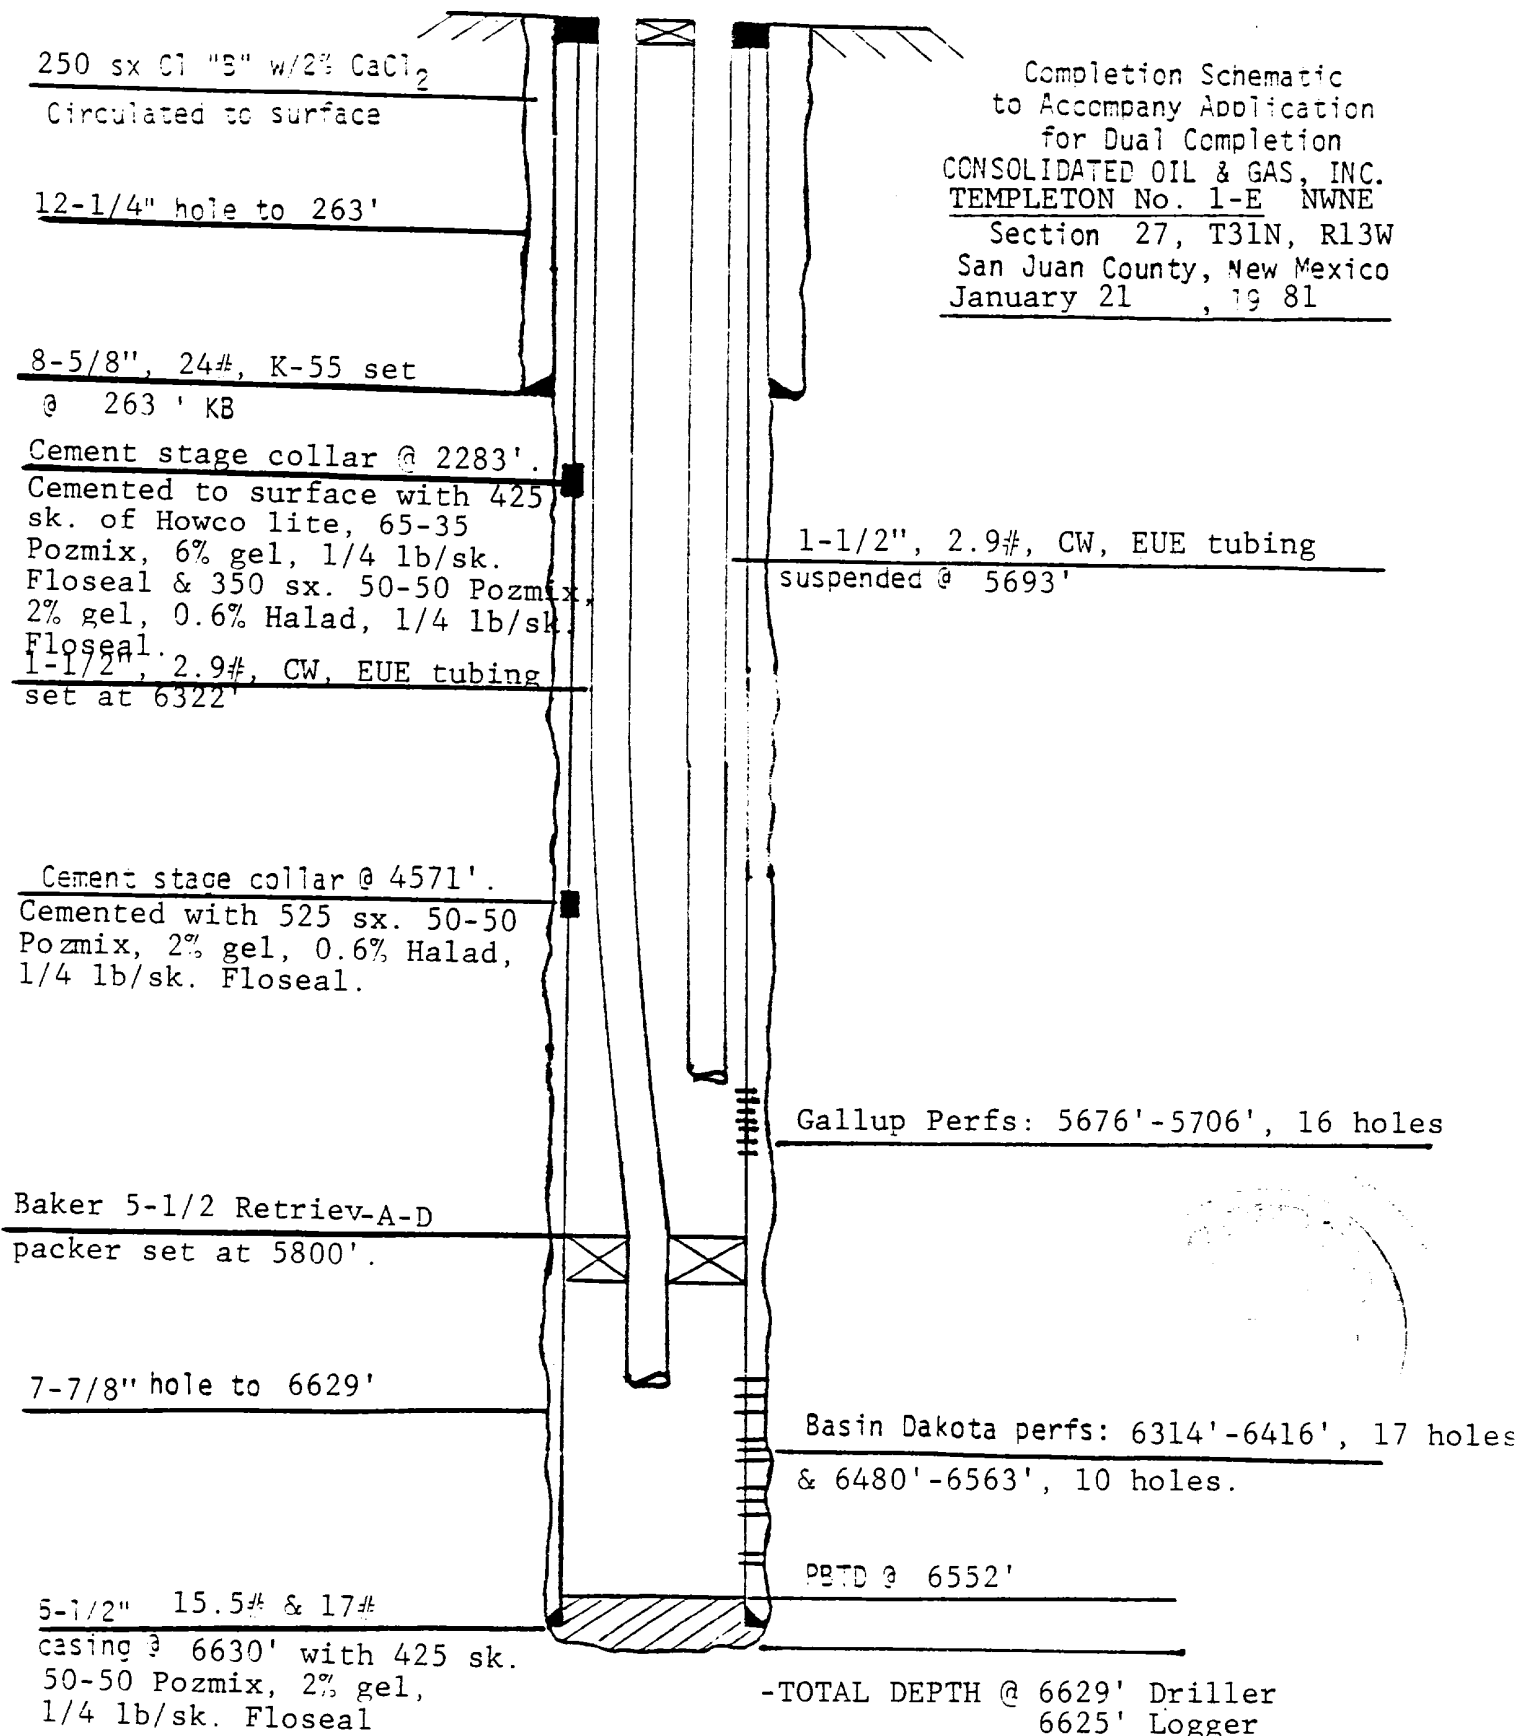 250 sx Cl "B" w/2% CaCl2
Circulated to surface
12-1/4" hole to 263'
8-5/8", 24#, K-55 set
@ 263 ' KB
Cement stage collar @ 2283'.
Cemented to surface with 425
sk. of Howco lite, 65-35
Pozmix, 6% gel, 1/4 lb/sk.
Floseal & 350 sx. 50-50 Pozmix,
2% gel, 0.6% Halad, 1/4 lb/sk.
Floseal.
1-1/2", 2.9#, CW, EUE tubing
set at 6322'
Cement stage collar @ 4571'.
Cemented with 525 sx. 50-50
Pozmix, 2% gel, 0.6% Halad,
1/4 lb/sk. Floseal.
Baker 5-1/2 Retriev-A-D
packer set at 5800'.
7-7/8" hole to 6629'
5-1/2" 15.5# & 17#
casing @ 6630' with 425 sk.
50-50 Pozmix, 2% gel,
1/4 lb/sk. Floseal
Completion Schematic
to Accompany Application
for Dual Completion
CONSOLIDATED OIL & GAS, INC.
TEMPLETON No. 1-E NWNE
Section 27, T31N, R13W
San Juan County, New Mexico
January 21 , 19 81
1-1/2", 2.9#, CW, EUE tubing
suspended @ 5693'
Gallup Perfs: 5676'-5706', 16 holes
Basin Dakota perfs: 6314'-6416', 17 holes
& 6480'-6563', 10 holes.
PBTD @ 6552'
-TOTAL DEPTH @ 6629' Driller
6625' Logger